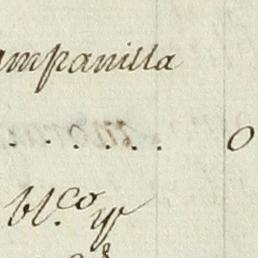 ampanilla
. . . . . . 0
bl.co y